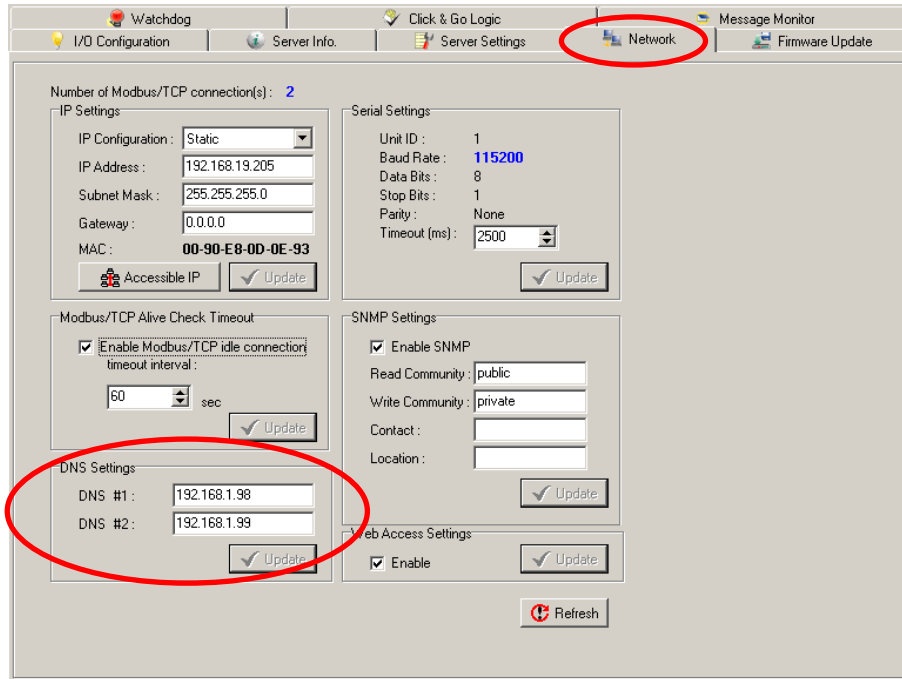 Watchdog
Click & Go Logic
Message Monitor
I/O Configuration
Server Info.
Server Settings
Network
Firmware Update
Number of Modbus/TCP connection(s) : 2
IP Settings
IP Configuration : Static
IP Address : 192.168.19.205
Subnet Mask : 255.255.255.0
Gateway : 0.0.0.0
MAC : 00-90-E8-0D-0E-93
Accessible IP
Update
Serial Settings
Unit ID : 1
Baud Rate : 115200
Data Bits : 8
Stop Bits : 1
Parity : None
Timeout (ms) : 2500
Update
Modbus/TCP Alive Check Timeout
Enable Modbus/TCP idle connection
timeout interval :
60 sec
Update
SNMP Settings
Enable SNMP
Read Community : public
Write Community : private
Contact :
Location :
Update
DNS Settings
DNS #1 : 192.168.1.98
DNS #2 : 192.168.1.99
Update
Web Access Settings
Enable
Update
Refresh